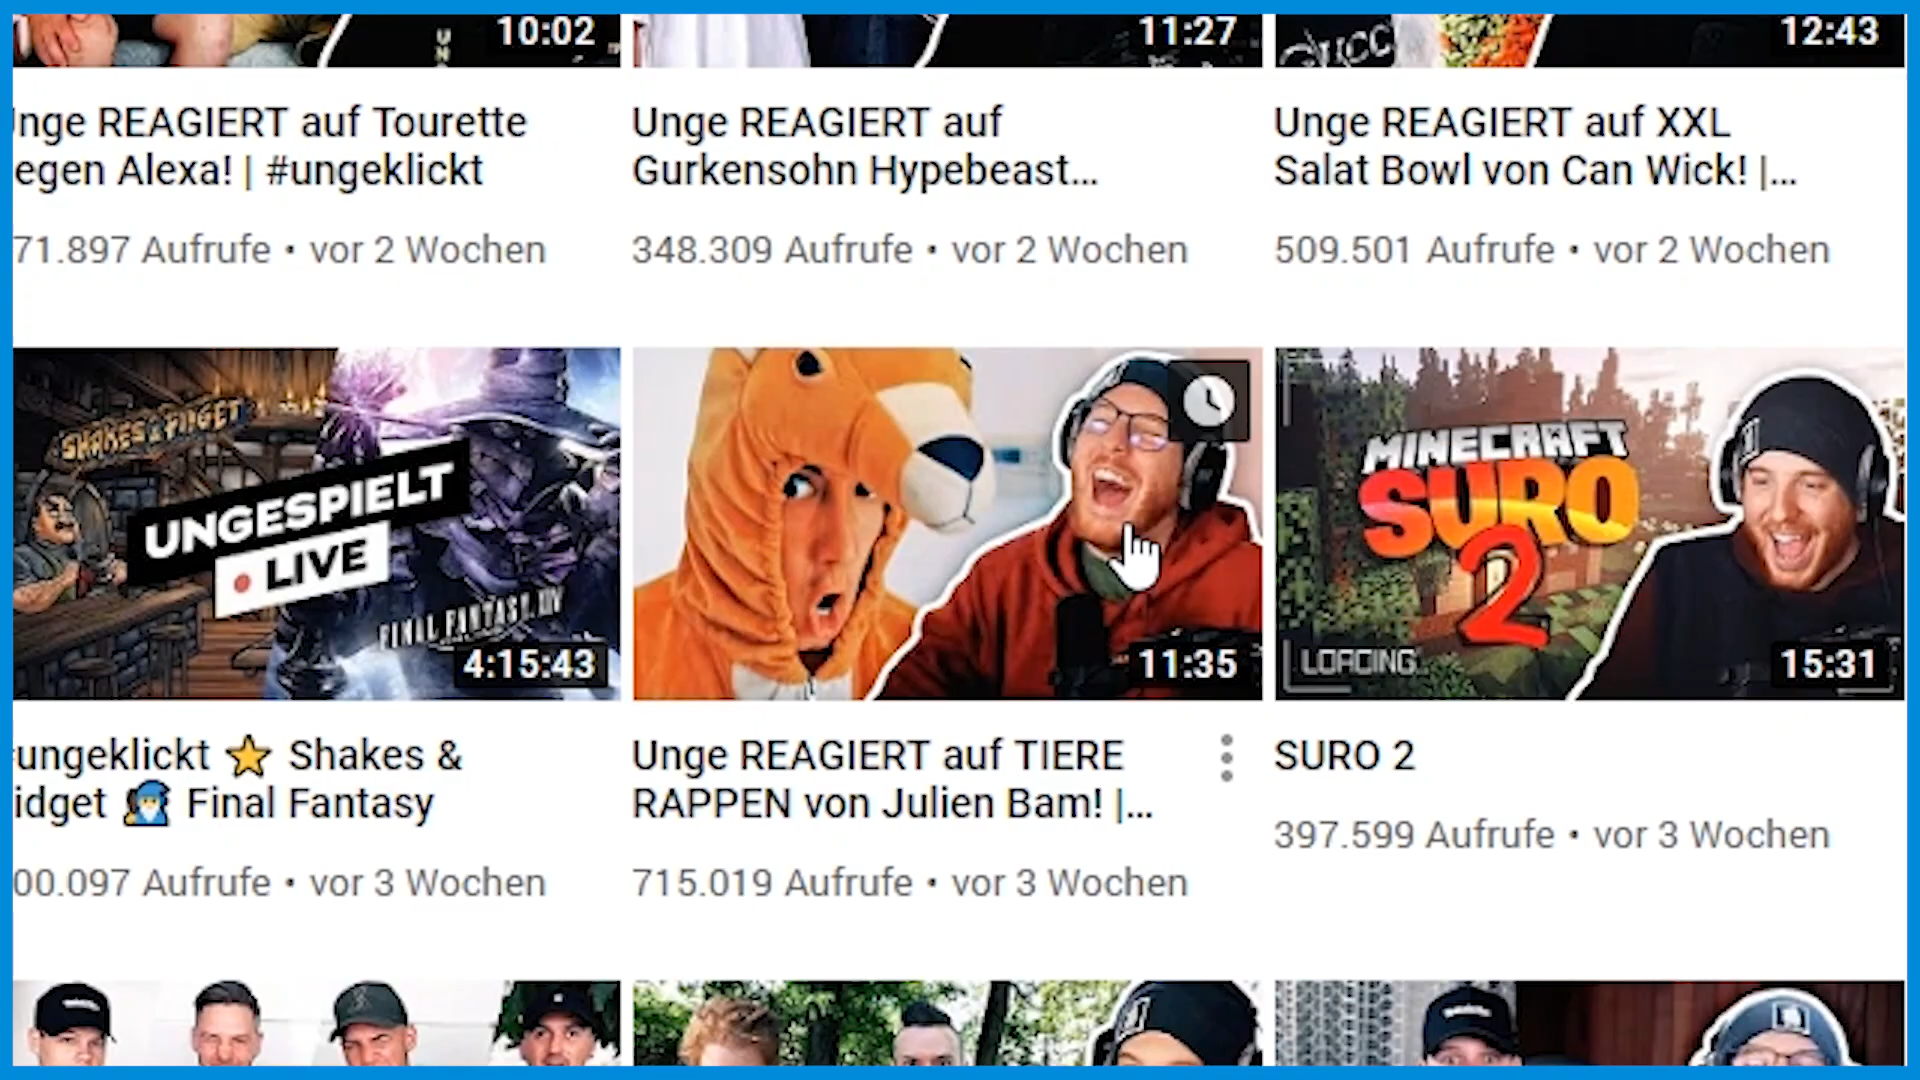 10:02
11:27
12:43
Unge REAGIERT auf Tourette
egen Alexa! | #ungeklickt
71.897 Aufrufe • vor 2 Wochen
Unge REAGIERT auf
Gurkensohn Hypebeast...
348.309 Aufrufe • vor 2 Wochen
Unge REAGIERT auf XXL
Salat Bowl von Can Wick! |...
509.501 Aufrufe • vor 2 Wochen
SHAKES & FIDGET
UNGESPIELT
LIVE
FINAL FANTASY XIV
4:15:43
11:35
MINECRAFT
SURO
2
LOADING
15:31
ungeklickt ⭐ Shakes &
idget 🧙‍♂️ Final Fantasy
00.097 Aufrufe • vor 3 Wochen
Unge REAGIERT auf TIERE
RAPPEN von Julien Bam! |...
715.019 Aufrufe • vor 3 Wochen
SURO 2
397.599 Aufrufe • vor 3 Wochen